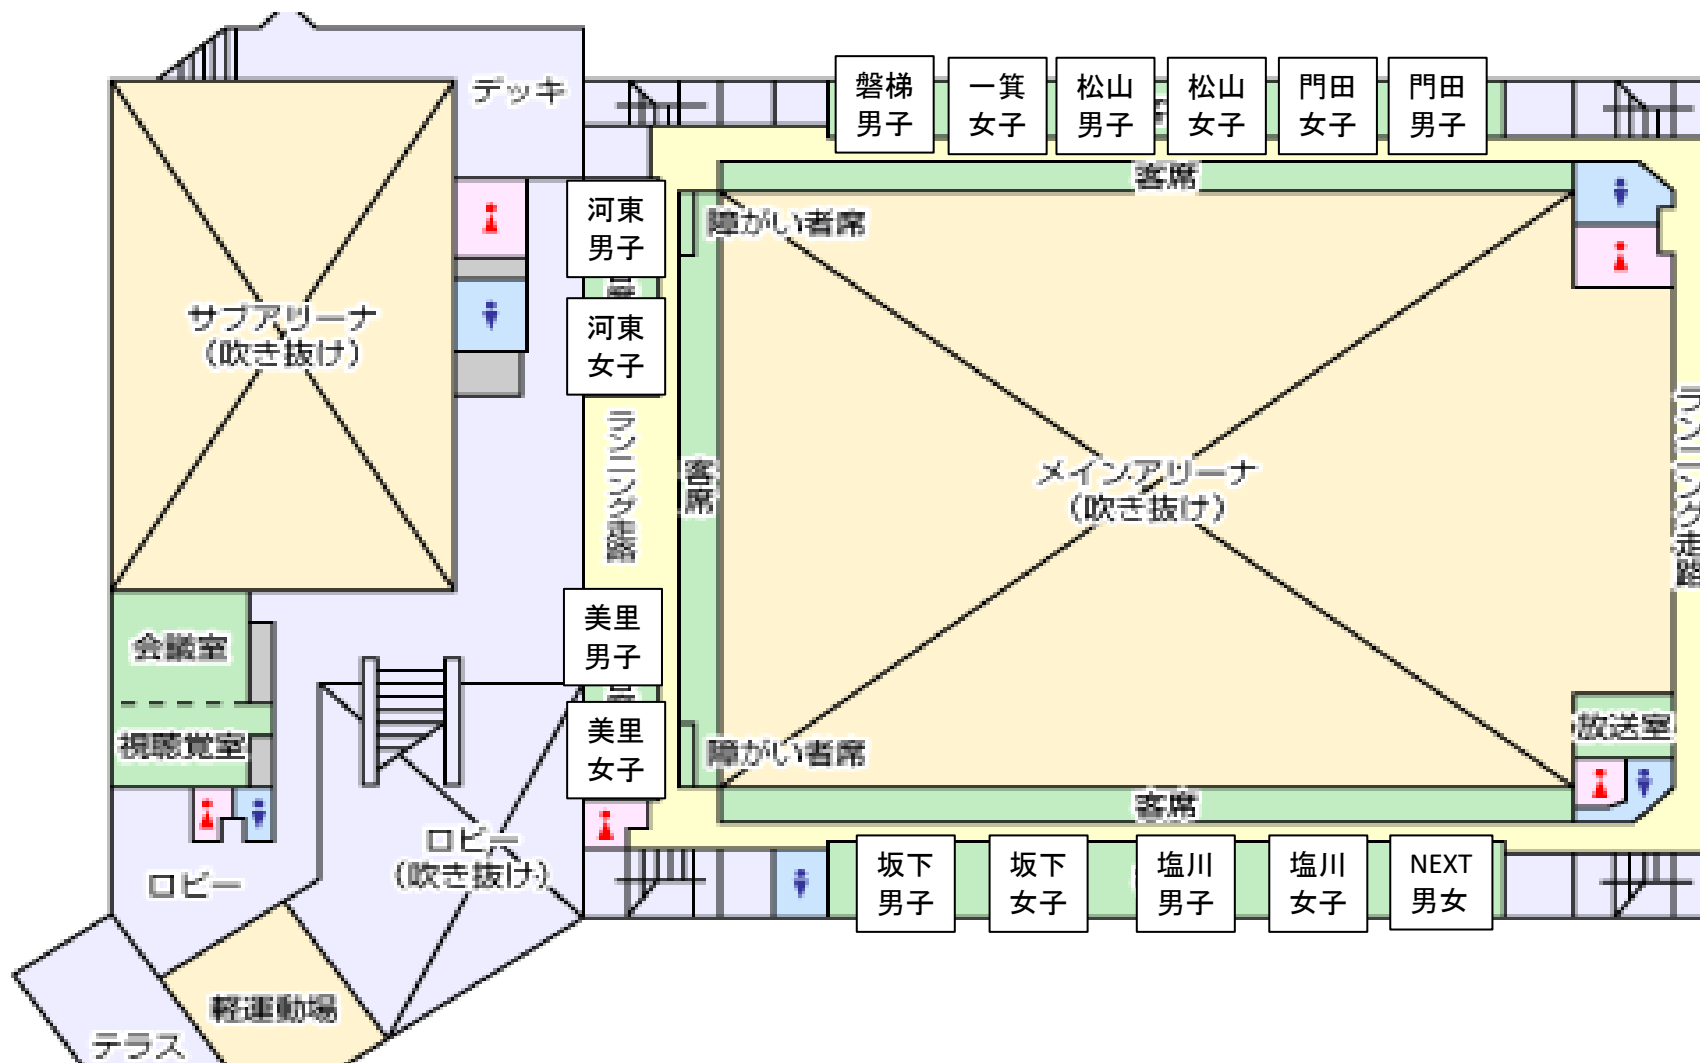 デッキ
磐梯
男子
一箕
女子
松山
男子
松山
女子
門田
女子
門田
男子
客席
河東
男子
障がい者席
河東
女子
サブアリーナ
(吹き抜け)
ランニング走路
客席
メインアリーナ
(吹き抜け)
ランニング走路
美里
男子
会議室
視聴覚室
美里
女子
障がい者席
放送室
客席
ロビー
(吹き抜け)
ロビー
坂下
男子
坂下
女子
塩川
男子
塩川
女子
NEXT
男女
軽運動場
テラス